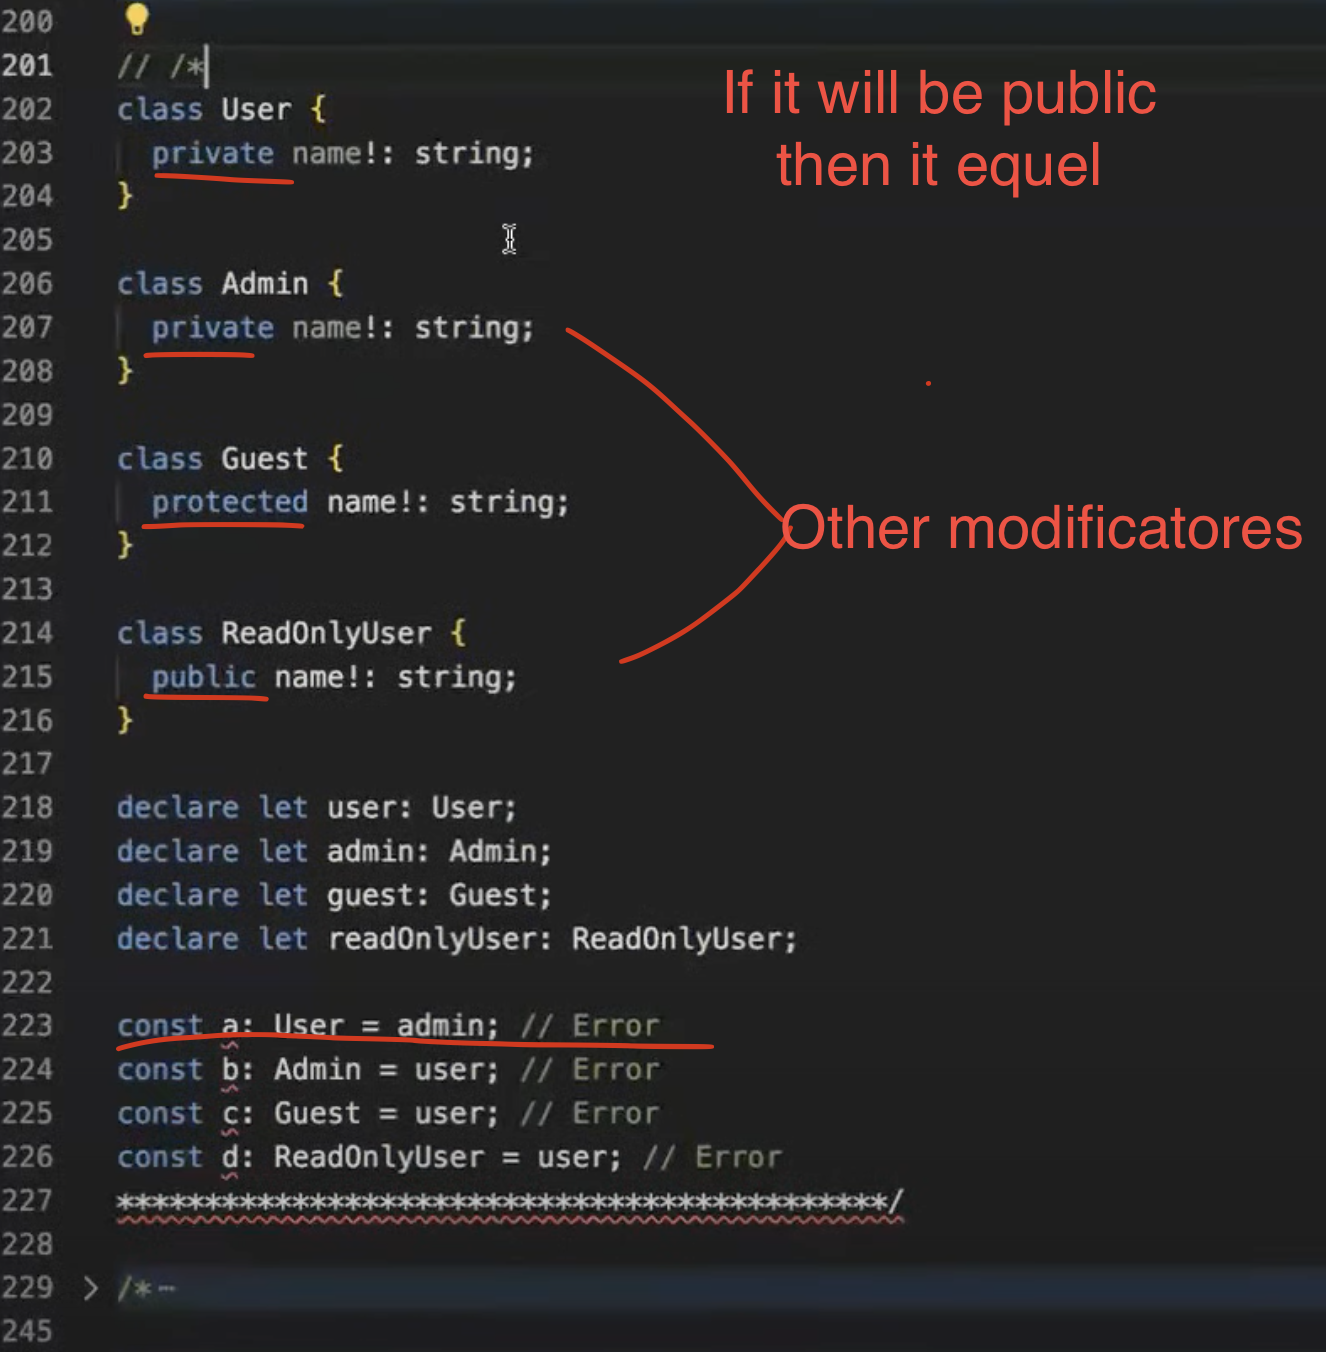 200
201 // /*
If it will be public
then it equel
202 class User {
203 private name!: string;
204 }
205
206 class Admin {
207 private name!: string;
208 }
209
210 class Guest {
211 protected name!: string;
Other modificatores
212 }
213
214 class ReadOnlyUser {
215 public name!: string;
216 }
217
218 declare let user: User;
219 declare let admin: Admin;
220 declare let guest: Guest;
221 declare let readOnlyUser: ReadOnlyUser;
222
223 const a: User = admin; // Error
224 const b: Admin = user; // Error
225 const c: Guest = user; // Error
226 const d: ReadOnlyUser = user; // Error
227 ********************************************/
228
229 > /*⋯
245